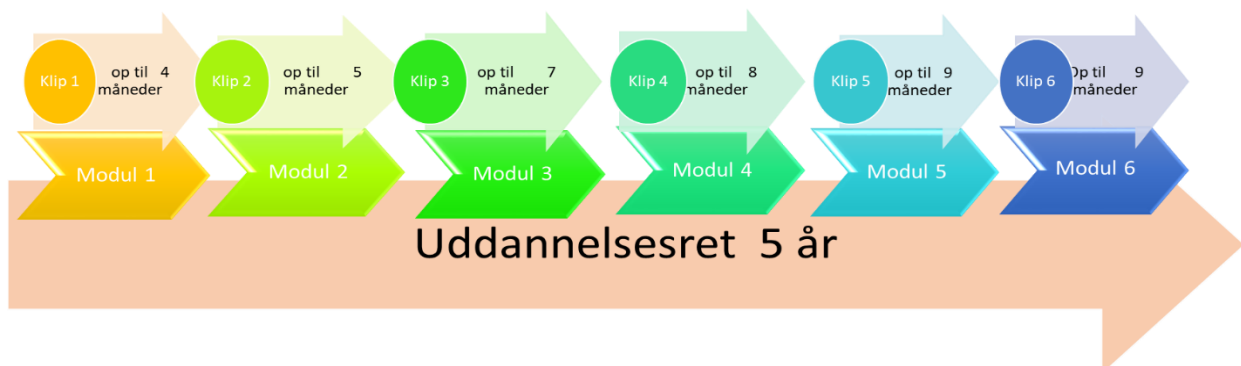 Klip 1
op til 4
måneder
Klip 2
op til 5
måneder
Klip 3
op til 7
måneder
Klip 4
op til 8
måneder
Klip 5
op til 9
måneder
Klip 6
Op til 9
måneder
Modul 1
Modul 2
Modul 3
Modul 4
Modul 5
Modul 6
Uddannelsesret 5 år